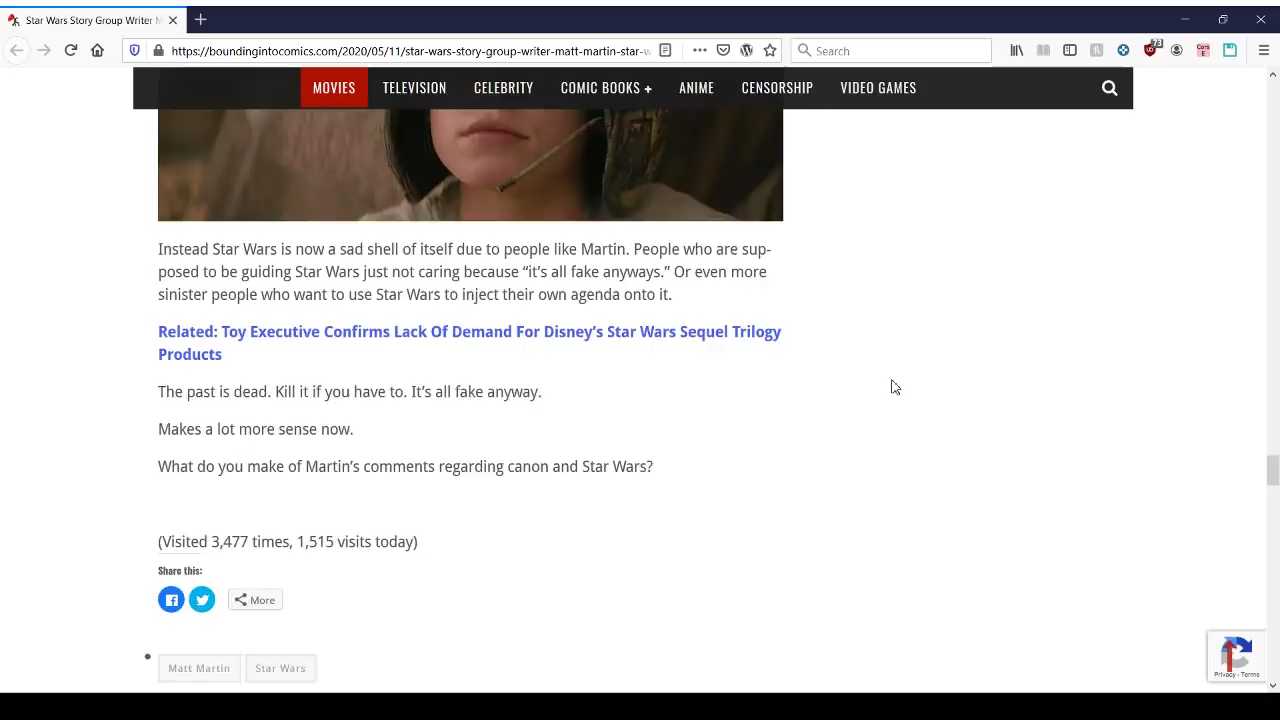 Star Wars Story Group Writer M
https://boundingintocomics.com/2020/05/11/star-wars-story-group-writer-matt-martin-star-w
Search
73
MOVIES TELEVISION CELEBRITY COMIC BOOKS + ANIME CENSORSHIP VIDEO GAMES
Instead Star Wars is now a sad shell of itself due to people like Martin. People who are sup-
posed to be guiding Star Wars just not caring because “it’s all fake anyways.” Or even more
sinister people who want to use Star Wars to inject their own agenda onto it.
Related: Toy Executive Confirms Lack Of Demand For Disney’s Star Wars Sequel Trilogy
Products
The past is dead. Kill it if you have to. It’s all fake anyway.
Makes a lot more sense now.
What do you make of Martin’s comments regarding canon and Star Wars?
(Visited 3,477 times, 1,515 visits today)
Share this:
More
Matt Martin Star Wars
Privacy - Terms